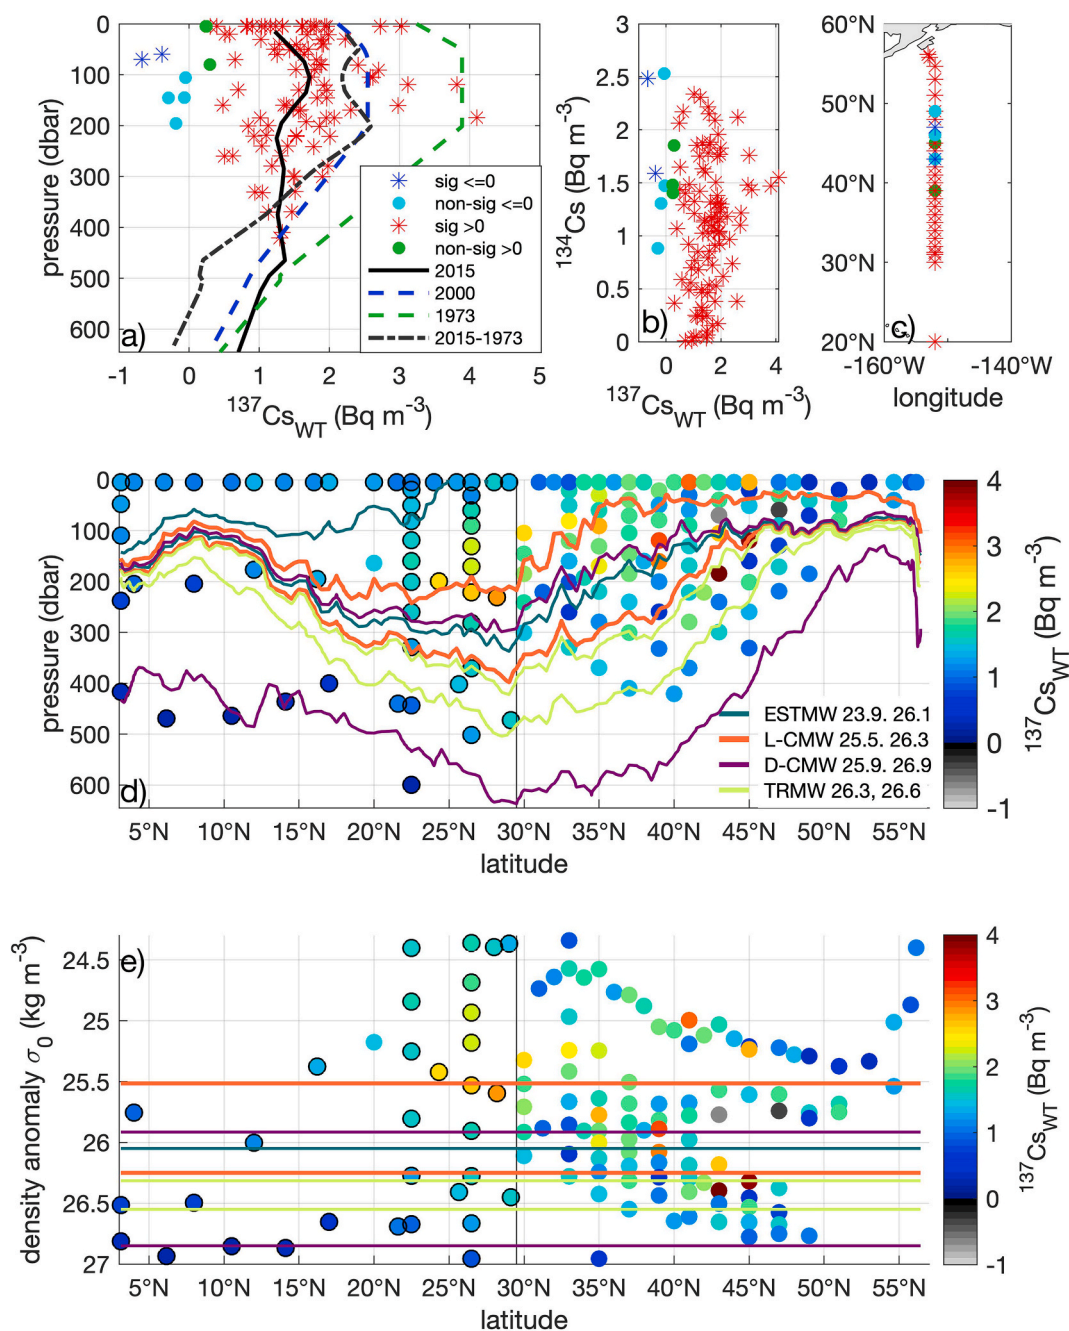 0
100
200
300
400
500
600
pressure (dbar)
a)
sig <=0
non-sig <=0
sig >0
non-sig >0
2015
2000
1973
2015-1973
-1 0 1 2 3 4 5
¹³⁷Cs_WT (Bq m⁻³)
3
2.5
2
1.5
1
0.5
0
¹³⁴Cs (Bq m⁻³)
b)
0 2 4
¹³⁷Cs_WT (Bq m⁻³)
60°N
50°N
40°N
30°N
20°N
c)
-160°W -140°W
longitude
0
100
200
300
400
500
600
pressure (dbar)
d)
ESTMW 23.9. 26.1
L-CMW 25.5. 26.3
D-CMW 25.9. 26.9
TRMW 26.3, 26.6
5°N 10°N 15°N 20°N 25°N 30°N 35°N 40°N 45°N 50°N 55°N
latitude
4
3
2
1
0
-1
¹³⁷Cs_WT (Bq m⁻³)
e)
24.5
25
25.5
26
26.5
27
density anomaly σ₀ (kg m⁻³)
5°N 10°N 15°N 20°N 25°N 30°N 35°N 40°N 45°N 50°N 55°N
latitude
4
3
2
1
0
-1
¹³⁷Cs_WT (Bq m⁻³)